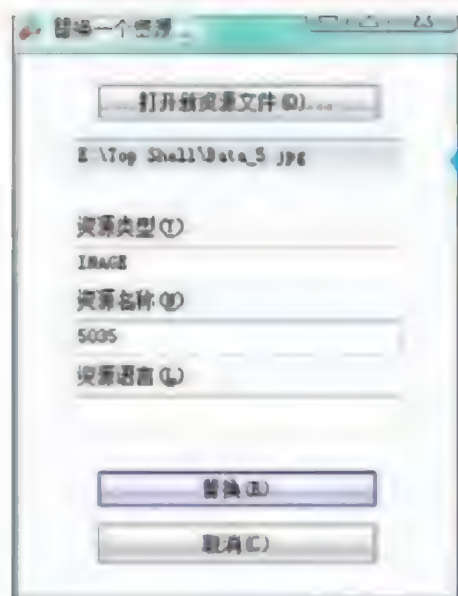 替换一个资源...
打开新资源文件(O)...
E:\Top Shell\Data_5.jpg
资源类型(T)
IMAGE
资源名称(N)
5035
资源语言(L)
替换(R)
取消(C)